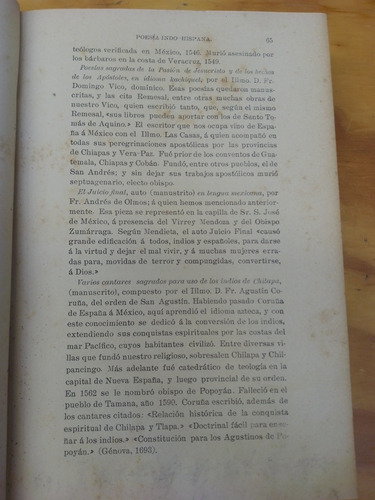 POESÍA INDO-HISPANA. 65
teólogos verificada en México, 1546. Murió asesinado por
los bárbaros en la costa de Veracruz, 1549.
Poesías sagradas de la Pasión de Jesucristo y de los hechos
de los Apóstoles, en idioma kachiquel; por el Illmo. D. Fr.
Domingo Vico, dominico. Esas poesías quedaron manus-
critas, y las cita Remesal, entre otras muchas obras de
nuestro Vico, quien escribió tanto, que, según el mismo
Remesal, «sus libros pueden apostar con los de Santo To-
más de Aquino.» El escritor que nos ocupa vino de Espa-
ña á México con el Illmo. Las Casas, á quien acompañó en
todas sus peregrinaciones apostólicas por las provincias
de Chiapas y Vera-Paz. Fué prior de los conventos de Gua-
temala, Chiapas y Cobán. Fundó, entre otros pueblos, el de
San Andrés; y sin dejar sus trabajos apostólicos murió
septuagenario, electo obispo.
El Juicio final, auto (manuscrito) en lengua mexicana, por
Fr. Andrés de Olmos; á quien hemos mencionado anterior-
mente. Esa pieza se representó en la capilla de Sr. S. José
de México, á presencia del Virrey Mendoza y del Obispo
Zumárraga. Según Mendieta, el auto Juicio Final «causó
grande edificación á todos, indios y españoles, para darse
á la virtud y dejar el mal vivir, y á muchas mujeres erra-
das para, movidas de terror y compungidas, convertirse,
á Dios.»
Varios cantares sagrados para uso de los indios de Chilapa,
(manuscrito), compuesto por el Illmo. D. Fr. Agustín Co-
ruña, del orden de San Agustín. Habiendo pasado Coruña
de España á México, aquí aprendió el idioma azteca, y con
este conocimiento se dedicó á la conversión de los indios,
extendiendo sus conquistas espirituales por las costas del
mar Pacífico, cuyos habitantes civilizó. Entre diversas vi-
llas que fundó nuestro religioso, sobresalen Chilapa y Chil-
pancingo. Más adelante fué catedrático de teología en la
capital de Nueva España, y luego provincial de su orden.
En 1562 se le nombró obispo de Popoyán. Falleció en el
pueblo de Tamana, año 1590. Coruña escribió, además de
los cantares citados: «Relación histórica de la conquista
espiritual de Chilapa y Tlapa.» «Doctrinal fácil para ense-
ñar á los indios.» «Constitución para los Agustinos de Po-
poyán.» (Génova, 1693).